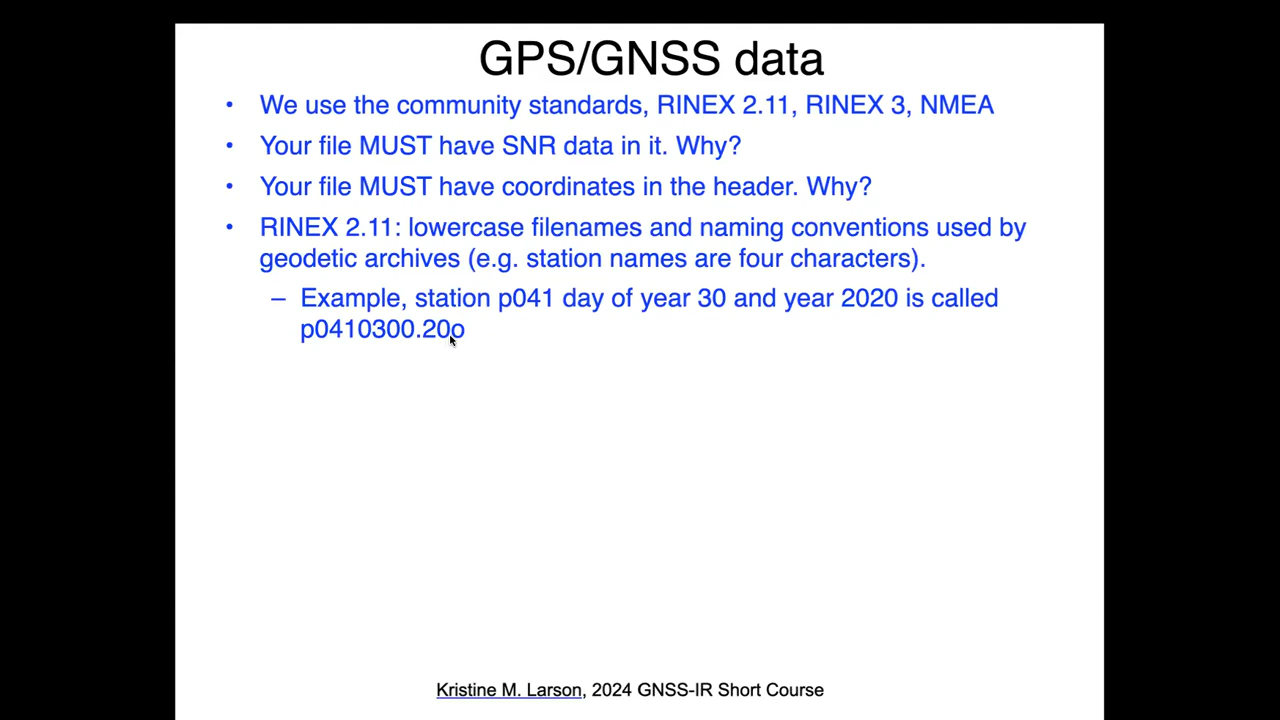 GPS/GNSS data
• We use the community standards, RINEX 2.11, RINEX 3, NMEA
• Your file MUST have SNR data in it. Why?
• Your file MUST have coordinates in the header. Why?
• RINEX 2.11: lowercase filenames and naming conventions used by
geodetic archives (e.g. station names are four characters).
– Example, station p041 day of year 30 and year 2020 is called
p0410300.20o
Kristine M. Larson, 2024 GNSS-IR Short Course